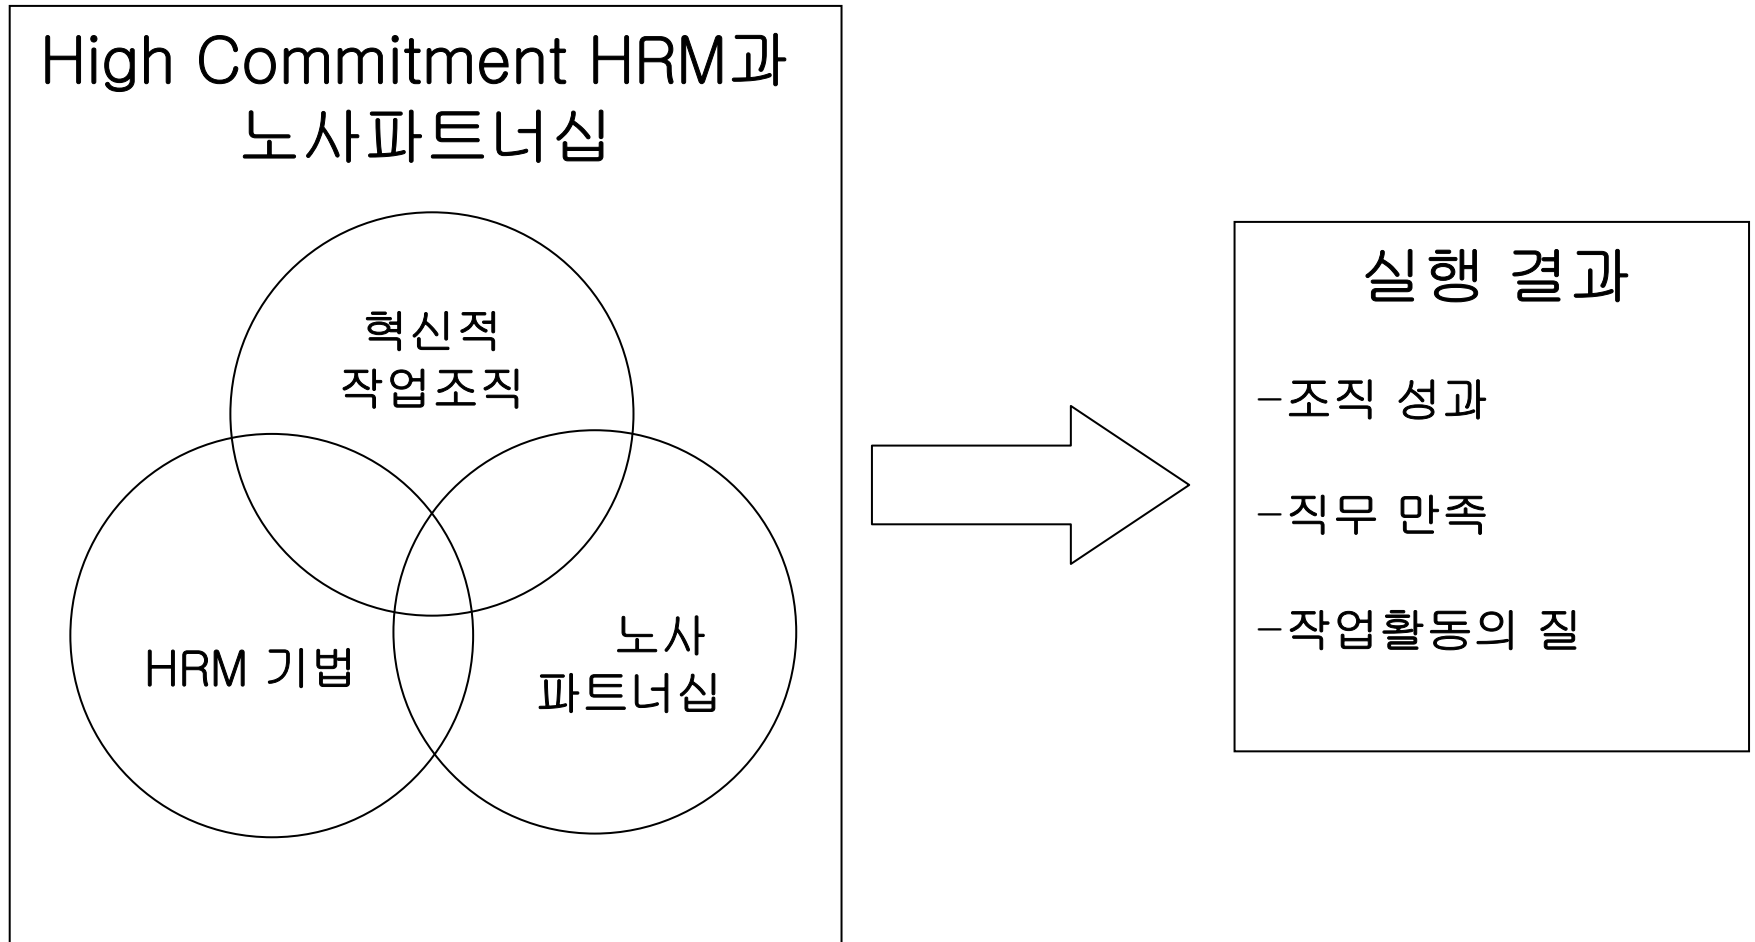 High Commitment HRM과
노사파트너십
혁신적
작업조직
HRM 기법
노사
파트너십
실행 결과
-조직 성과
-직무 만족
-작업활동의 질